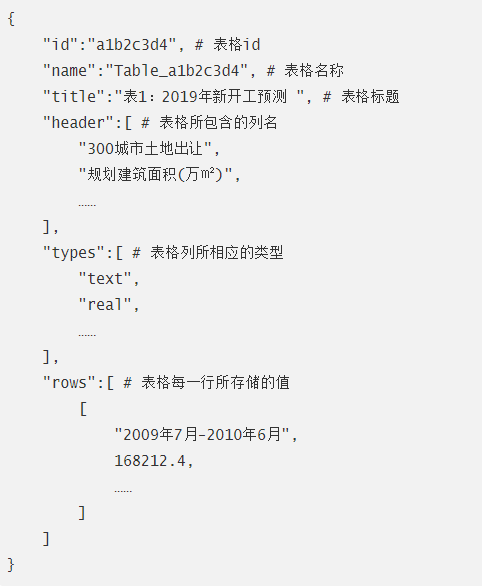 {
"id":"a1b2c3d4", # 表格id
"name":"Table_a1b2c3d4", # 表格名称
"title":"表1：2019年新开工预测 ", # 表格标题
"header":[ # 表格所包含的列名
"300城市土地出让",
"规划建筑面积(万㎡)",
……
],
"types":[ # 表格列所相应的类型
"text",
"real",
……
],
"rows":[ # 表格每一行所存储的值
[
"2009年7月-2010年6月",
168212.4,
……
]
]
}